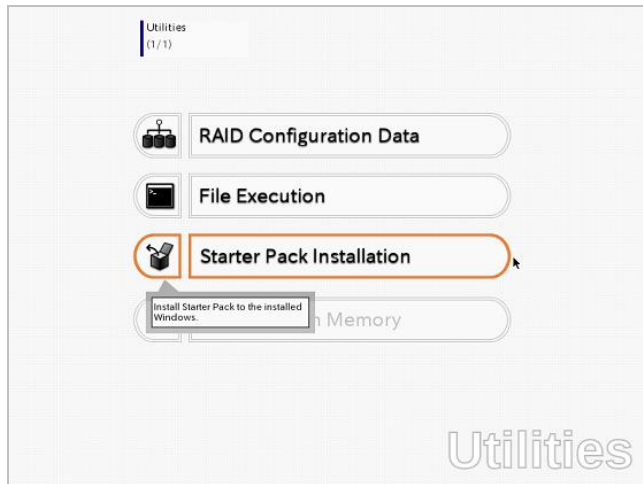 Utilities
(1/1)
RAID Configuration Data
File Execution
Starter Pack Installation
Install Starter Pack to the installed
Windows.
Memory
Utilities